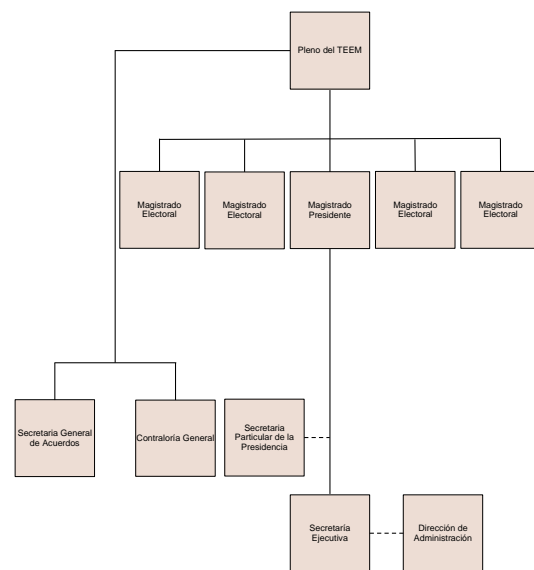 Pleno del TEEM
Magistrado
Electoral
Magistrado
Electoral
Magistrado
Presidente
Magistrado
Electoral
Magistrado
Electoral
Secretaria General
de Acuerdos
Contraloría General
Secretaria
Particular de la
Presidencia
Secretaría
Ejecutiva
Dirección de
Administración